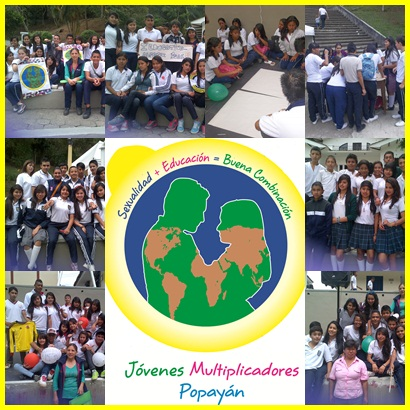 Sexualidad + Educación = Buena Combinación
Jóvenes Multiplicadores
Popayán